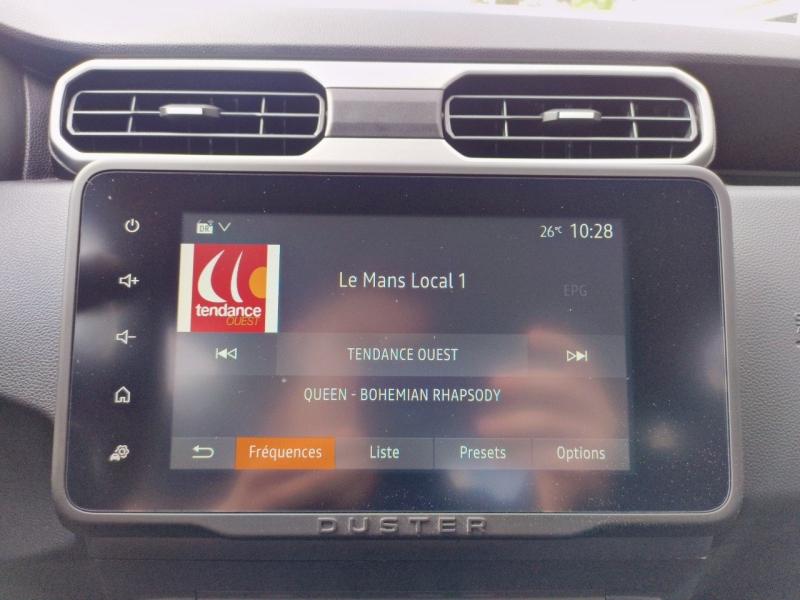 DR
26°C 10:28
tendance
OUEST
Le Mans Local 1
EPG
TENDANCE OUEST
QUEEN - BOHEMIAN RHAPSODY
Fréquences Liste Presets Options
DUSTER